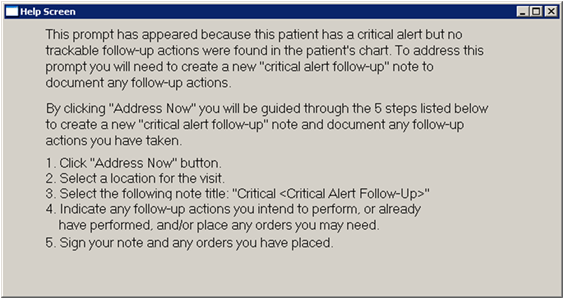 Help Screen
This prompt has appeared because this patient has a critical alert but no
trackable follow-up actions were found in the patient's chart. To address this
prompt you will need to create a new "critical alert follow-up" note to
document any follow-up actions.
By clicking "Address Now" you will be guided through the 5 steps listed below
to create a new "critical alert follow-up" note and document any follow-up
actions you have taken.
1. Click "Address Now" button.
2. Select a location for the visit.
3. Select the following note title: "Critical <Critical Alert Follow-Up>"
4. Indicate any follow-up actions you intend to perform, or already
have performed, and/or place any orders you may need.
5. Sign your note and any orders you have placed.